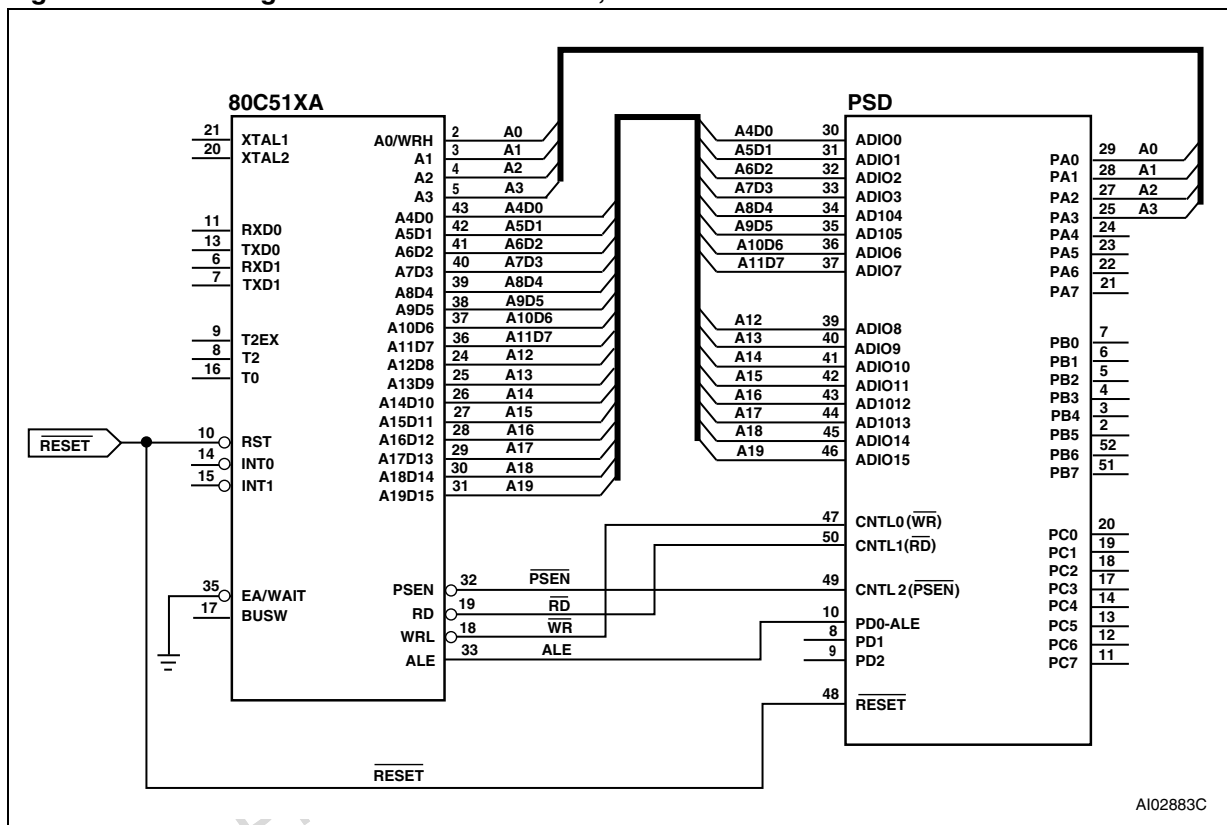 80C51XA
21 XTAL1
20 XTAL2
11 RXD0
13 TXD0
6 RXD1
7 TXD1
9 T2EX
8 T2
16 T0
RESET
10 RST
14 INT0
15 INT1
35 EA/WAIT
17 BUSW
A0/WRH 2 A0
A1 3 A1
A2 4 A2
A3 5 A3
A4D0 43 A4D0
A5D1 42 A5D1
A6D2 41 A6D2
A7D3 40 A7D3
A8D4 39 A8D4
A9D5 38 A9D5
A10D6 37 A10D6
A11D7 36 A11D7
A12D8 24 A12
A13D9 25 A13
A14D10 26 A14
A15D11 27 A15
A16D12 28 A16
A17D13 29 A17
A18D14 30 A18
A19D15 31 A19
PSEN 32 PSEN
RD 19 RD
WRL 18 WR
ALE 33 ALE
RESET
PSD
A4D0 30 ADIO0
A5D1 31 ADIO1
A6D2 32 ADIO2
A7D3 33 ADIO3
A8D4 34 AD104
A9D5 35 AD105
A10D6 36 ADIO6
A11D7 37 ADIO7
A12 39 ADIO8
A13 40 ADIO9
A14 41 ADIO10
A15 42 ADIO11
A16 43 AD1012
A17 44 AD1013
A18 45 ADIO14
A19 46 ADIO15
47 CNTL0(WR)
50 CNTL1(RD)
49 CNTL 2(PSEN)
10 PD0-ALE
8 PD1
9 PD2
48 RESET
PA0 29 A0
PA1 28 A1
PA2 27 A2
PA3 25 A3
PA4 24
PA5 23
PA6 22
PA7 21
PB0 7
PB1 6
PB2 5
PB3 4
PB4 3
PB5 2
PB6 52
PB7 51
PC0 20
PC1 19
PC2 18
PC3 17
PC4 14
PC5 13
PC6 12
PC7 11
AI02883C